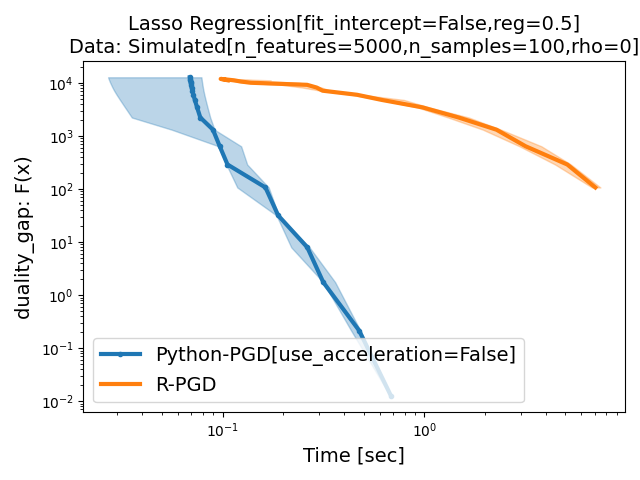 Lasso Regression[fit_intercept=False,reg=0.5]
Data: Simulated[n_features=5000,n_samples=100,rho=0]
duality_gap: F(x)
10⁴
10³
10²
10¹
10⁰
10⁻¹
10⁻²
Python-PGD[use_acceleration=False]
R-PGD
10⁻¹
10⁰
Time [sec]